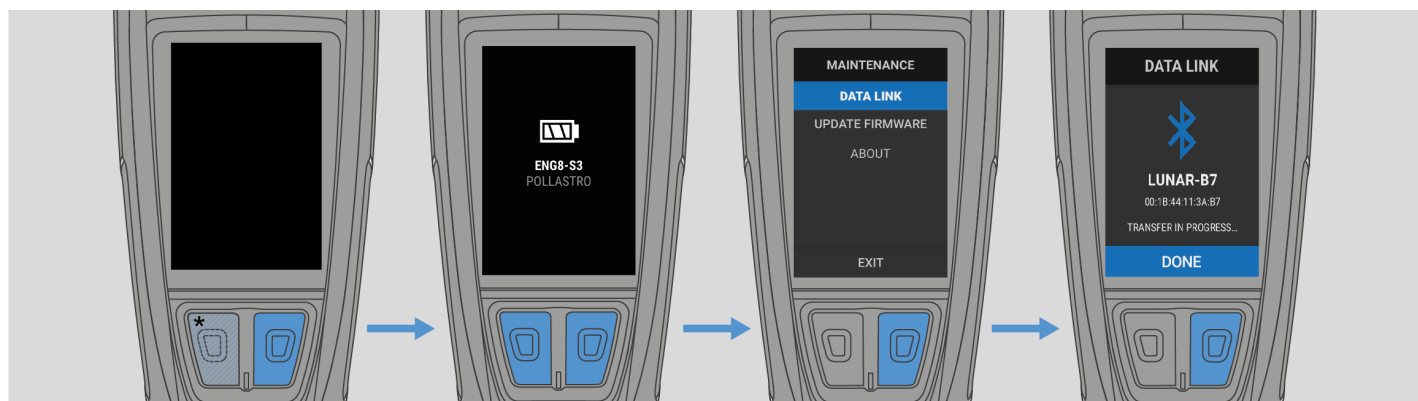 *
ENG8-S3
POLLASTRO
MAINTENANCE
DATA LINK
UPDATE FIRMWARE
ABOUT
EXIT
DATA LINK
LUNAR-B7
00:1B:44:11:3A:B7
TRANSFER IN PROGRESS...
DONE